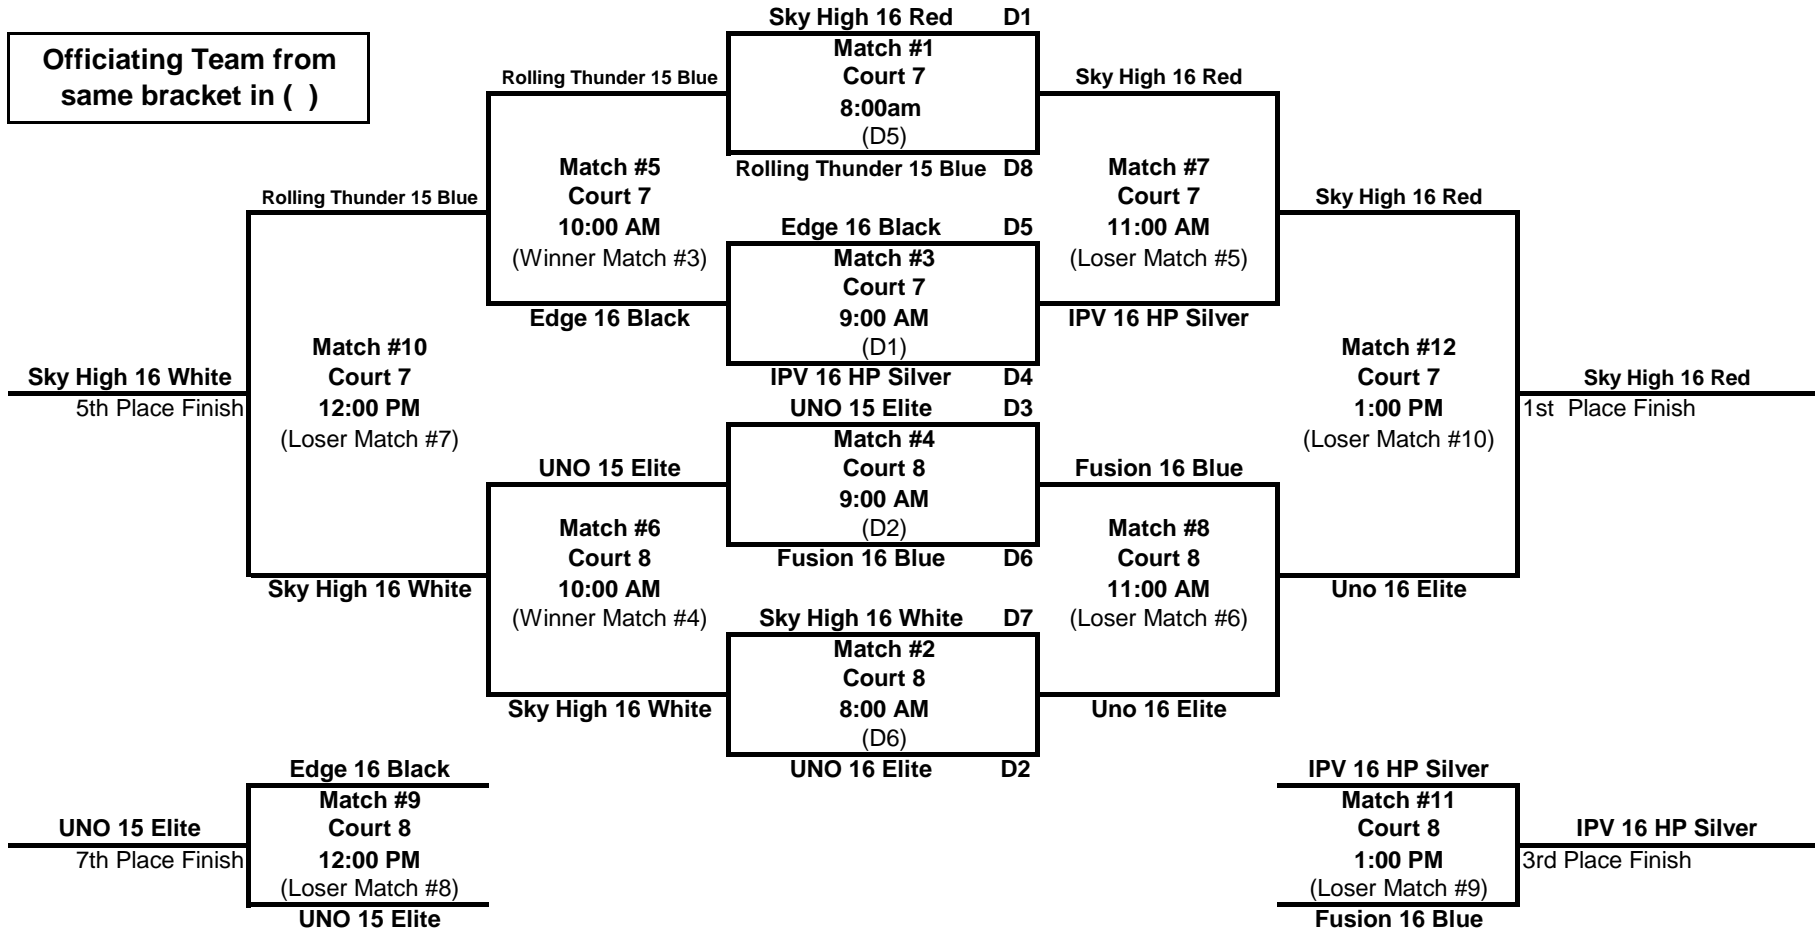 Sky High 16 Red D1
Officiating Team from
same bracket in ( )
Match #1
Court 7
8:00am
(D5)
Rolling Thunder 15 Blue
Sky High 16 Red
Rolling Thunder 15 Blue D8
Match #5
Court 7
10:00 AM
(Winner Match #3)
Match #7
Court 7
11:00 AM
(Loser Match #5)
Rolling Thunder 15 Blue
Sky High 16 Red
Edge 16 Black D5
Match #3
Court 7
9:00 AM
(D1)
Edge 16 Black
IPV 16 HP Silver
IPV 16 HP Silver D4
Match #10
Court 7
12:00 PM
(Loser Match #7)
Match #12
Court 7
1:00 PM
(Loser Match #10)
Sky High 16 White
5th Place Finish
Sky High 16 Red
1st Place Finish
UNO 15 Elite D3
Match #4
Court 8
9:00 AM
(D2)
UNO 15 Elite
Fusion 16 Blue
Fusion 16 Blue D6
Match #6
Court 8
10:00 AM
(Winner Match #4)
Match #8
Court 8
11:00 AM
(Loser Match #6)
Sky High 16 White
Uno 16 Elite
Sky High 16 White D7
Match #2
Court 8
8:00 AM
(D6)
Sky High 16 White
Uno 16 Elite
UNO 16 Elite D2
Edge 16 Black
Match #9
Court 8
12:00 PM
(Loser Match #8)
UNO 15 Elite
UNO 15 Elite
7th Place Finish
IPV 16 HP Silver
Match #11
Court 8
1:00 PM
(Loser Match #9)
Fusion 16 Blue
IPV 16 HP Silver
3rd Place Finish